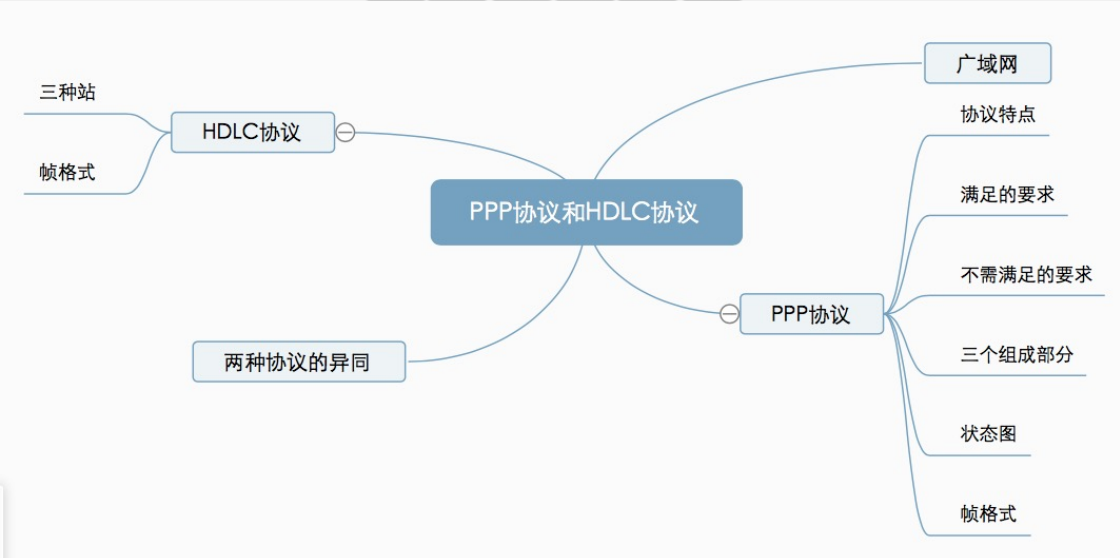 PPP协议和HDLC协议
广域网
PPP协议
协议特点
满足的要求
不需满足的要求
三个组成部分
状态图
帧格式
两种协议的异同
HDLC协议
三种站
帧格式